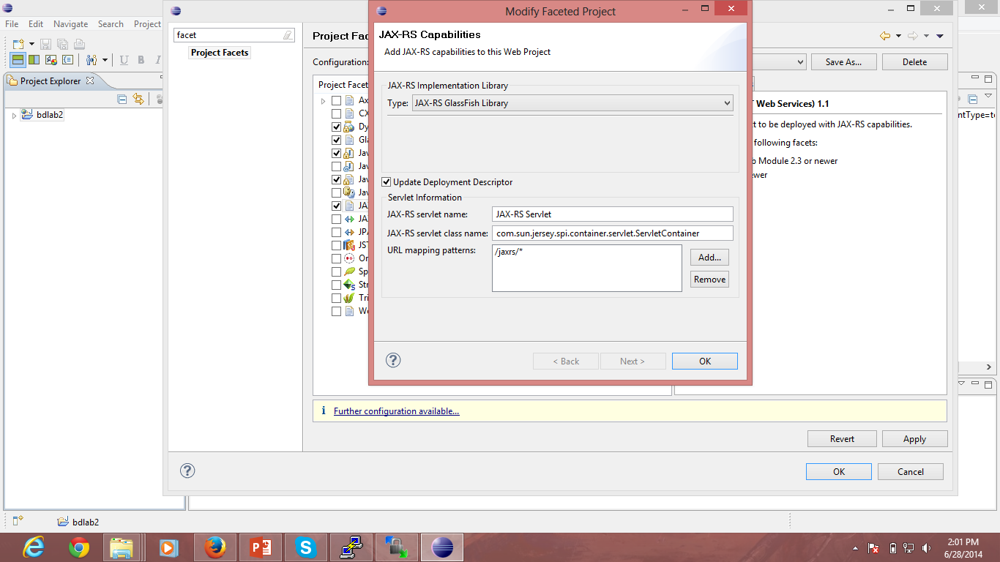 File Edit Navigate Search Project
Project Explorer
bdlab2
facet
Project Facets
Project Fac
Configuration:
Save As...
Delete
Project Facet
Ax
CX
Dy
Gla
Jav
Jav
Jav
Jav
JA
JA
JPA
JST
Or
Sp
Str
Tri
We
Modify Faceted Project
JAX-RS Capabilities
Add JAX-RS capabilities to this Web Project
JAX-RS Implementation Library
Type: JAX-RS GlassFish Library
Update Deployment Descriptor
Servlet Information
JAX-RS servlet name: JAX-RS Servlet
JAX-RS servlet class name: com.sun.jersey.spi.container.servlet.ServletContainer
URL mapping patterns: /jaxrs/*
Add...
Remove
< Back Next > OK
Web Services) 1.1
t to be deployed with JAX-RS capabilities.
following facets:
b Module 2.3 or newer
ewer
ntType=te
Further configuration available...
Revert Apply
OK Cancel
bdlab2
2:01 PM
6/28/2014